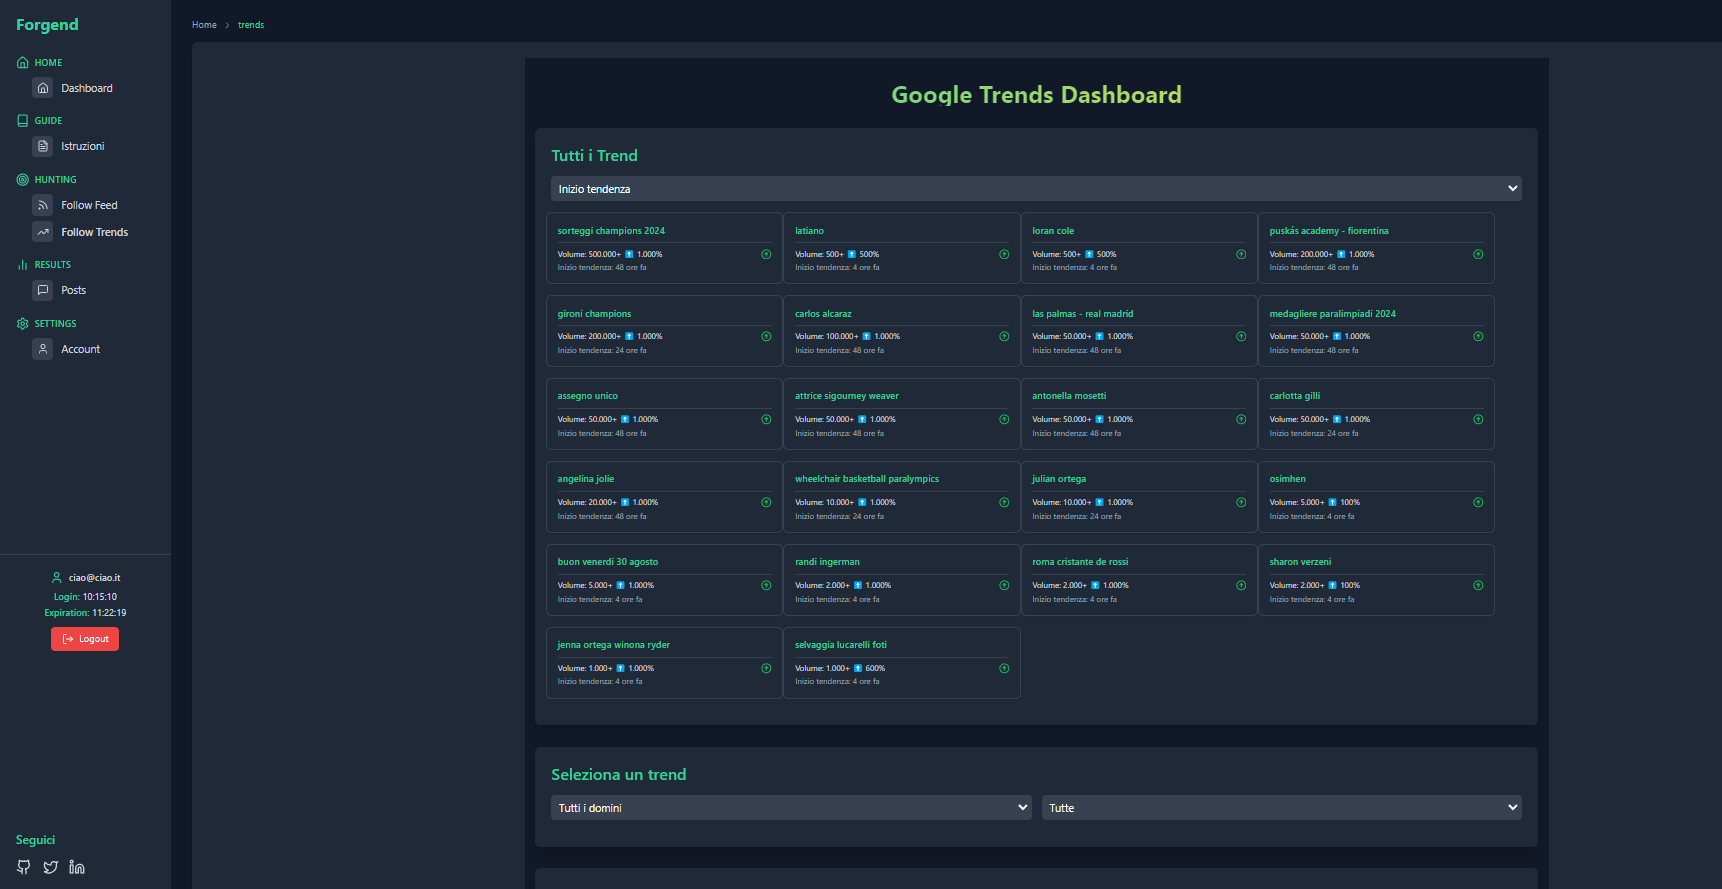 Forgend
HOME
Dashboard
GUIDE
Istruzioni
HUNTING
Follow Feed
Follow Trends
RESULTS
Posts
SETTINGS
Account
ciao@ciao.it
Login: 10:15:10
Expiration: 11:22:19
Logout
Seguici
Home > trends
Google Trends Dashboard
Tutti i Trend
Inizio tendenza
sorteggi champions 2024
Volume: 500.000+ ⬆ 1.000%
Inizio tendenza: 48 ore fa
latiano
Volume: 500+ ⬆ 500%
Inizio tendenza: 4 ore fa
loran cole
Volume: 500+ ⬆ 500%
Inizio tendenza: 4 ore fa
puskás academy - fiorentina
Volume: 200.000+ ⬆ 1.000%
Inizio tendenza: 48 ore fa
gironi champions
Volume: 200.000+ ⬆ 1.000%
Inizio tendenza: 24 ore fa
carlos alcaraz
Volume: 100.000+ ⬆ 1.000%
Inizio tendenza: 48 ore fa
las palmas - real madrid
Volume: 50.000+ ⬆ 1.000%
Inizio tendenza: 48 ore fa
medagliere paralimpiadi 2024
Volume: 50.000+ ⬆ 1.000%
Inizio tendenza: 48 ore fa
assegno unico
Volume: 50.000+ ⬆ 1.000%
Inizio tendenza: 48 ore fa
attrice sigourney weaver
Volume: 50.000+ ⬆ 1.000%
Inizio tendenza: 48 ore fa
antonella mosetti
Volume: 50.000+ ⬆ 1.000%
Inizio tendenza: 48 ore fa
carlotta gilli
Volume: 50.000+ ⬆ 1.000%
Inizio tendenza: 24 ore fa
angelina jolie
Volume: 20.000+ ⬆ 1.000%
Inizio tendenza: 48 ore fa
wheelchair basketball paralympics
Volume: 10.000+ ⬆ 1.000%
Inizio tendenza: 24 ore fa
julian ortega
Volume: 10.000+ ⬆ 1.000%
Inizio tendenza: 24 ore fa
osimhen
Volume: 5.000+ ⬆ 100%
Inizio tendenza: 4 ore fa
buon venerdì 30 agosto
Volume: 5.000+ ⬆ 1.000%
Inizio tendenza: 4 ore fa
randi ingerman
Volume: 2.000+ ⬆ 1.000%
Inizio tendenza: 4 ore fa
roma cristante de rossi
Volume: 2.000+ ⬆ 1.000%
Inizio tendenza: 4 ore fa
sharon verzeni
Volume: 2.000+ ⬆ 100%
Inizio tendenza: 4 ore fa
jenna ortega winona ryder
Volume: 1.000+ ⬆ 1.000%
Inizio tendenza: 4 ore fa
selvaggia lucarelli foti
Volume: 1.000+ ⬆ 600%
Inizio tendenza: 4 ore fa
Seleziona un trend
Tutti i domini
Tutte